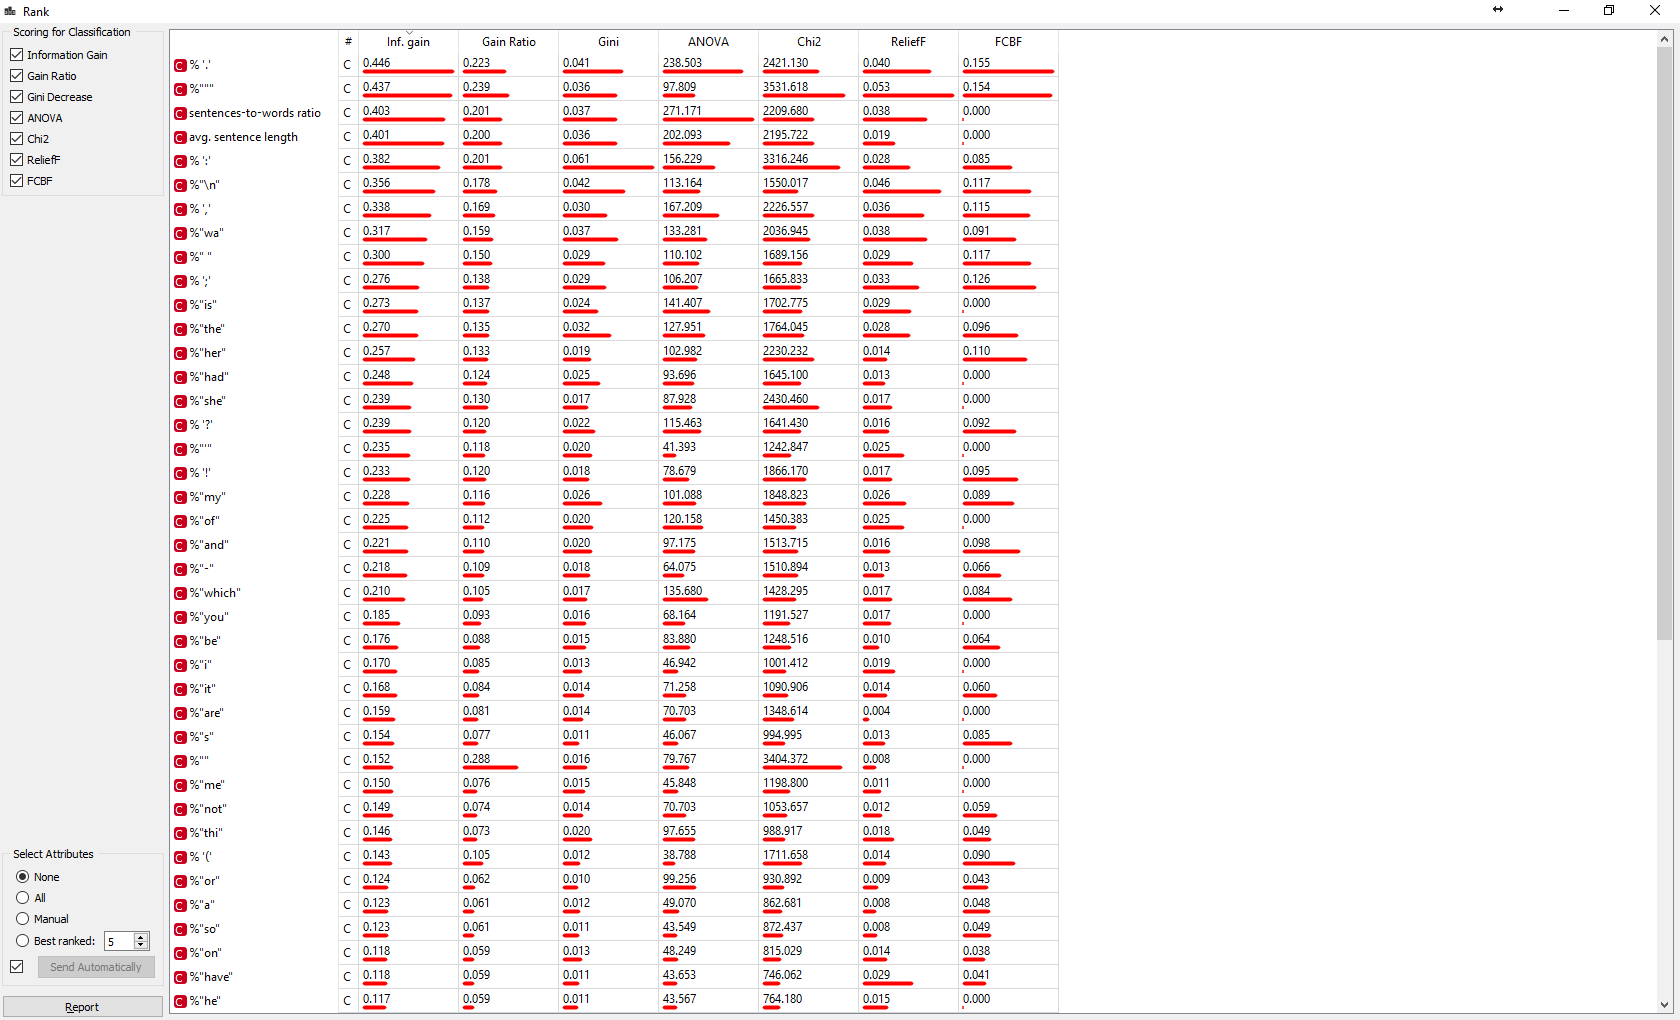 Rank
Scoring for Classification
Information Gain
Gain Ratio
Gini Decrease
ANOVA
Chi2
ReliefF
FCBF
# Inf. gain Gain Ratio Gini ANOVA Chi2 ReliefF FCBF
C % '.' C 0.446 0.223 0.041 238.503 2421.130 0.040 0.155
C %""" C 0.437 0.239 0.036 97.809 3531.618 0.053 0.154
C sentences-to-words ratio C 0.403 0.201 0.037 271.171 2209.680 0.038 0.000
C avg. sentence length C 0.401 0.200 0.036 202.093 2195.722 0.019 0.000
C % ':' C 0.382 0.201 0.061 156.229 3316.246 0.028 0.085
C %"\n" C 0.356 0.178 0.042 113.164 1550.017 0.046 0.117
C % ',' C 0.338 0.169 0.030 167.209 2226.557 0.036 0.115
C %"wa" C 0.317 0.159 0.037 133.281 2036.945 0.038 0.091
C %" " C 0.300 0.150 0.029 110.102 1689.156 0.029 0.117
C % ';' C 0.276 0.138 0.029 106.207 1665.833 0.033 0.126
C %"is" C 0.273 0.137 0.024 141.407 1702.775 0.029 0.000
C %"the" C 0.270 0.135 0.032 127.951 1764.045 0.028 0.096
C %"her" C 0.257 0.133 0.019 102.982 2230.232 0.014 0.110
C %"had" C 0.248 0.124 0.025 93.696 1645.100 0.013 0.000
C %"she" C 0.239 0.130 0.017 87.928 2430.460 0.017 0.000
C % '?' C 0.239 0.120 0.022 115.463 1641.430 0.016 0.092
C %"'" C 0.235 0.118 0.020 41.393 1242.847 0.025 0.000
C % '!' C 0.233 0.120 0.018 78.679 1866.170 0.017 0.095
C %"my" C 0.228 0.116 0.026 101.088 1848.823 0.026 0.089
C %"of" C 0.225 0.112 0.020 120.158 1450.383 0.025 0.000
C %"and" C 0.221 0.110 0.020 97.175 1513.715 0.016 0.098
C %"-" C 0.218 0.109 0.018 64.075 1510.894 0.013 0.066
C %"which" C 0.210 0.105 0.017 135.680 1428.295 0.017 0.084
C %"you" C 0.185 0.093 0.016 68.164 1191.527 0.017 0.000
C %"be" C 0.176 0.088 0.015 83.880 1248.516 0.010 0.064
C %"i" C 0.170 0.085 0.013 46.942 1001.412 0.019 0.000
C %"it" C 0.168 0.084 0.014 71.258 1090.906 0.014 0.060
C %"are" C 0.159 0.081 0.014 70.703 1348.614 0.004 0.000
C %"s" C 0.154 0.077 0.011 46.067 994.995 0.013 0.085
C %"" C 0.152 0.288 0.016 79.767 3404.372 0.008 0.000
C %"me" C 0.150 0.076 0.015 45.848 1198.800 0.011 0.000
C %"not" C 0.149 0.074 0.014 70.703 1053.657 0.012 0.059
C %"thi" C 0.146 0.073 0.020 97.655 988.917 0.018 0.049
C % '(' C 0.143 0.105 0.012 38.788 1711.658 0.014 0.090
C %"or" C 0.124 0.062 0.010 99.256 930.892 0.009 0.043
C %"a" C 0.123 0.061 0.012 49.070 862.681 0.008 0.048
C %"so" C 0.123 0.061 0.011 43.549 872.437 0.008 0.049
C %"on" C 0.118 0.059 0.013 48.249 815.029 0.014 0.038
C %"have" C 0.118 0.059 0.011 43.653 746.062 0.029 0.041
C %"he" C 0.117 0.059 0.011 43.567 764.180 0.015 0.000
Select Attributes
None
All
Manual
Best ranked: 5
Send Automatically
Report